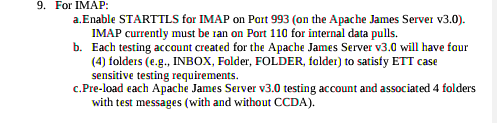 9. For IMAP:
a.Enable STARTTLS for IMAP on Port 993 (on the Apache James Server v3.0).
IMAP currently must be ran on Port 110 for internal data pulls.
b. Each testing account created for the Apache James Server v3.0 will have four
(4) folders (e.g., INBOX, Folder, FOLDER, folder) to satisfy ETT case
sensitive testing requirements.
c.Pre-load each Apache James Server v3.0 testing account and associated 4 folders
with test messages (with and without CCDA).